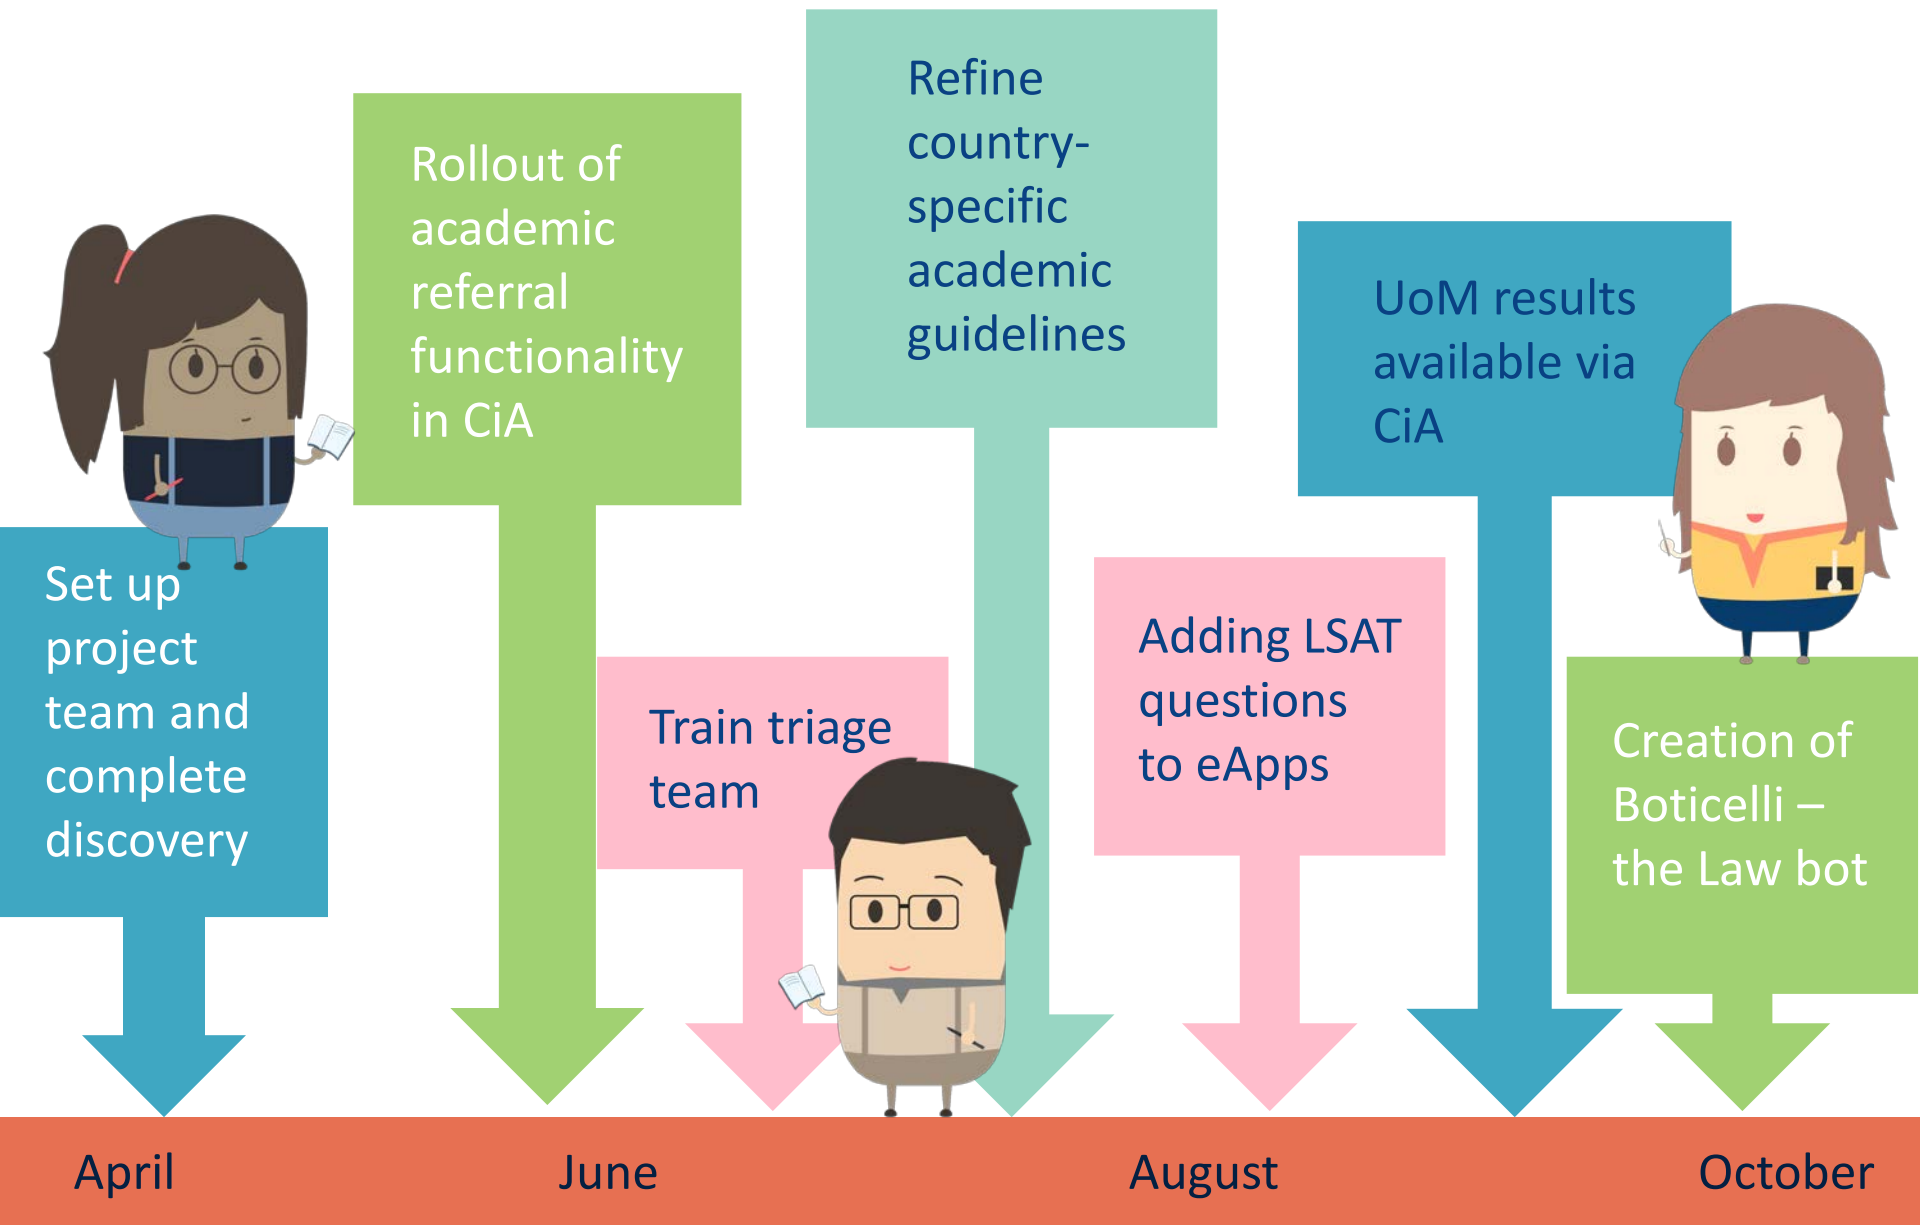 Set up
project
team and
complete
discovery
Rollout of
academic
referral
functionality
in CiA
Train triage
team
Refine
country-
specific
academic
guidelines
Adding LSAT
questions
to eApps
UoM results
available via
CiA
Creation of
Boticelli –
the Law bot
April
June
August
October